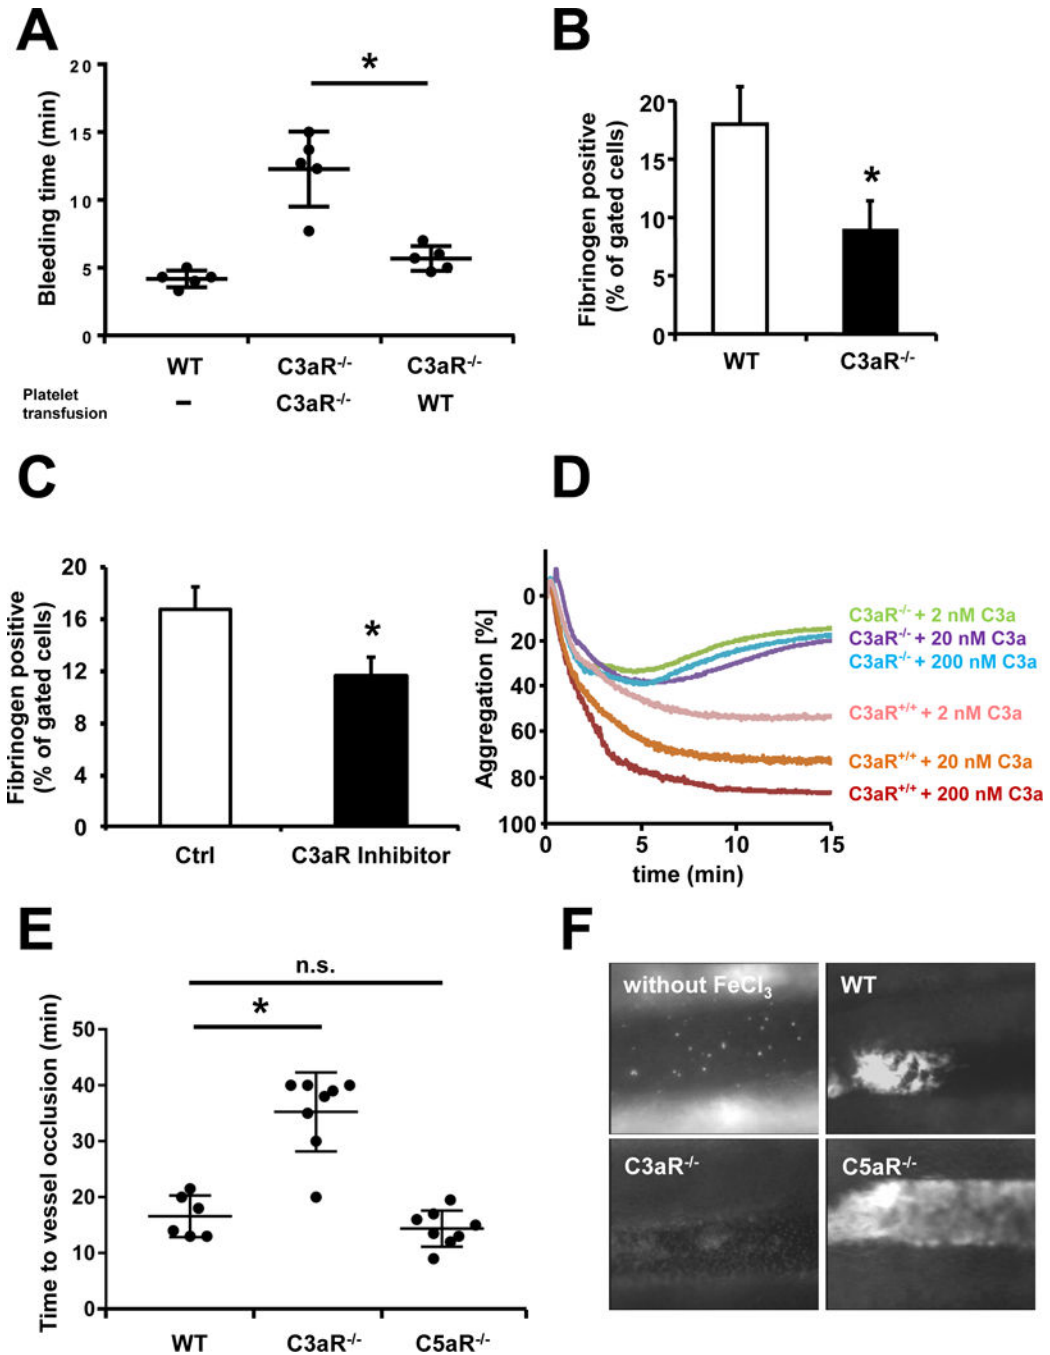 A
20
15
10
5
0
Bleeding time (min)
*
WT
C3aR-/-
C3aR-/-
Platelet
transfusion
–
C3aR-/-
WT
B
20
15
10
5
0
Fibrinogen positive
(% of gated cells)
*
WT
C3aR-/-
C
20
16
12
8
4
0
Fibrinogen positive
(% of gated cells)
*
Ctrl
C3aR Inhibitor
D
0
20
40
60
80
100
Aggregation [%]
C3aR-/- + 2 nM C3a
C3aR-/- + 20 nM C3a
C3aR-/- + 200 nM C3a
C3aR+/+ + 2 nM C3a
C3aR+/+ + 20 nM C3a
C3aR+/+ + 200 nM C3a
0
5
10
15
time (min)
E
n.s.
*
50
40
30
20
10
0
Time to vessel occlusion (min)
WT
C3aR-/-
C5aR-/-
F
without FeCl3
WT
C3aR-/-
C5aR-/-